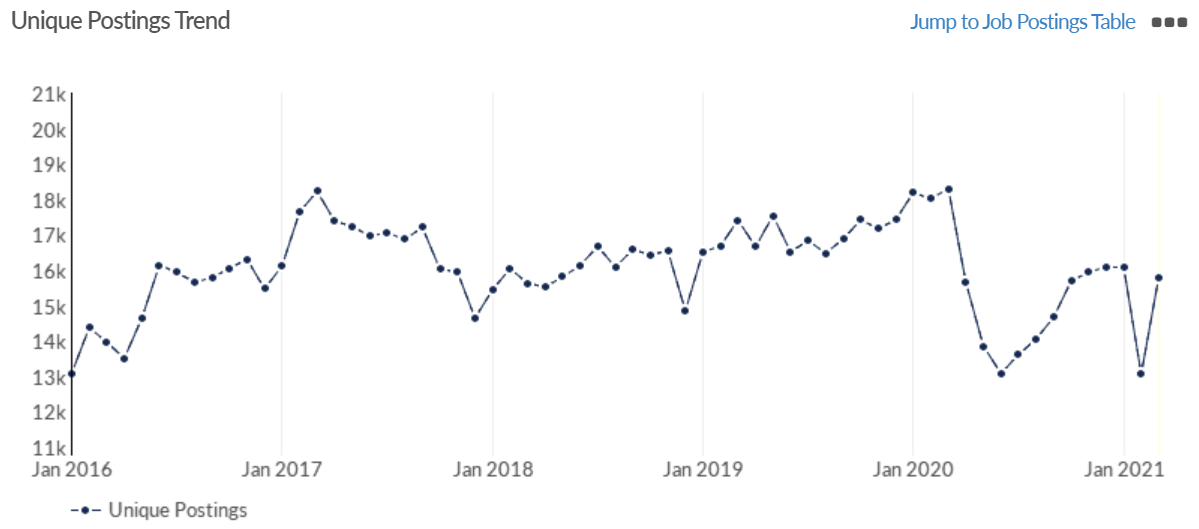 Unique Postings Trend
Jump to Job Postings Table
21k
20k
19k
18k
17k
16k
15k
14k
13k
12k
11k
Jan 2016 Jan 2017 Jan 2018 Jan 2019 Jan 2020 Jan 2021
Unique Postings